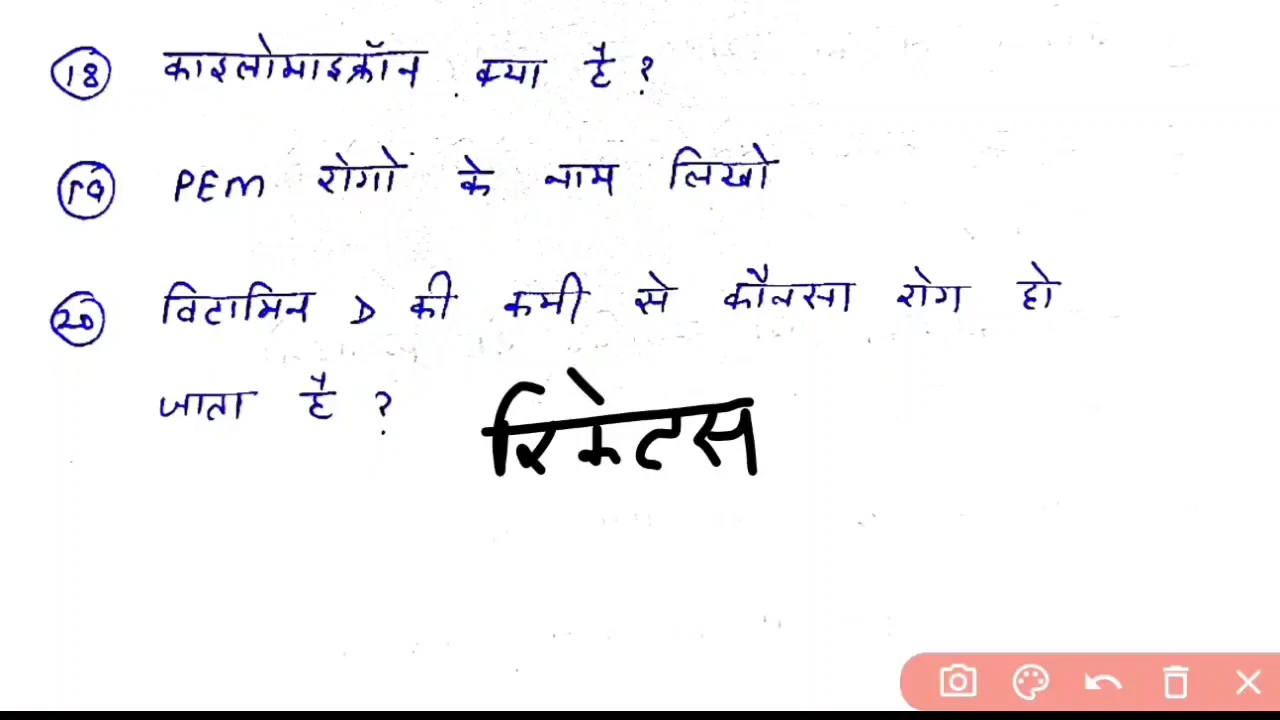 18 काइलोमाइक्रॉन क्या है ?
19 PEM रोगों के नाम लिखो
20 विटामिन D की कमी से कौनसा रोग हो
जाता है ? रिकेटस